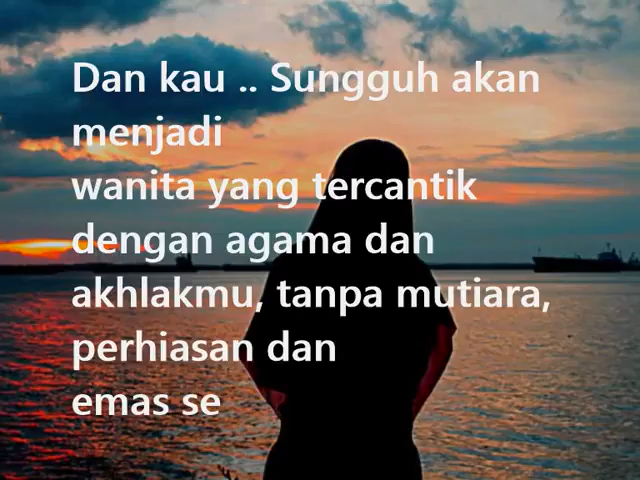 Dan kau .. Sungguh akan
menjadi
wanita yang tercantik
dengan agama dan
akhlakmu, tanpa mutiara,
perhiasan dan
emas se